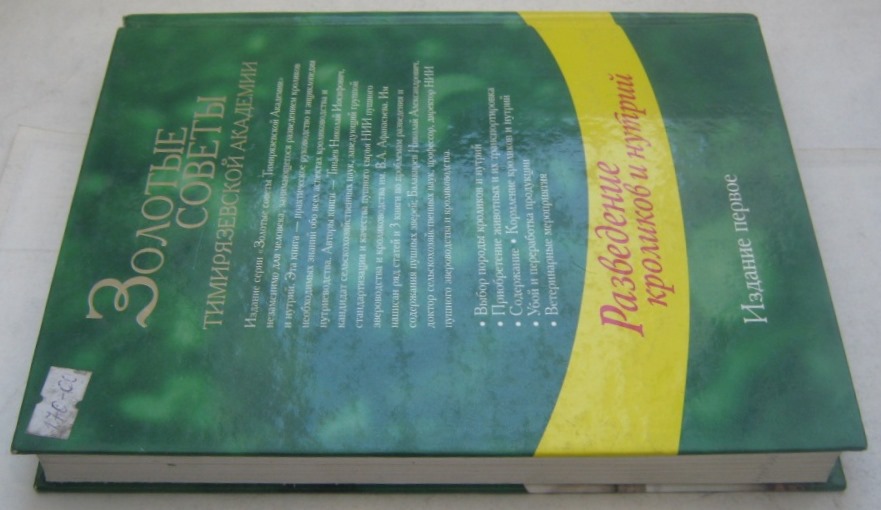 Золотые
советы
тимирязевской академии
Издание серии «Золотые советы Тимирязевской Академии»
незаменимо для человека, занимающегося разведением кроликов
и нутрий. Эта книга — практическое руководство и энциклопедия
необходимых знаний обо всех аспектах кролиководства и
нутриеводства. Авторы книги — Тинаев Николай Иосифович,
кандидат сельскохозяйственных наук, заведующий группой
стандартизации и качества пушного сырья НИИ пушного
звероводства и кролиководства им. В.А. Афанасьева. Им
написан ряд статей и 3 книги по проблемам разведения и
содержания пушных зверей; Балакирев Николай Александрович,
доктор сельскохозяйственных наук, профессор, директор НИИ
пушного звероводства и кролиководства.
• Выбор породы кроликов и нутрий
• Приобретение животных и их транспортировка
• Содержание • Кормление кроликов и нутрий
• Убой и переработка продукции
• Ветеринарные мероприятия
Разведение
кроликов и нутрий
Издание первое
170-00